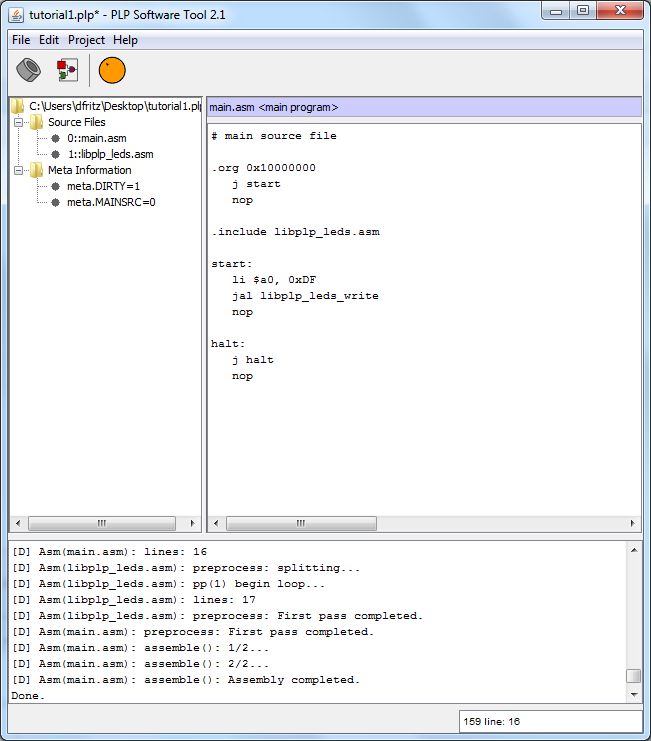 tutorial1.plp* - PLP Software Tool 2.1
File Edit Project Help
C:\Users\dfritz\Desktop\tutorial1.plp
Source Files
0::main.asm
1::libplp_leds.asm
Meta Information
meta.DIRTY=1
meta.MAINSRC=0
main.asm <main program>
# main source file
.org 0x10000000
j start
nop
.include libplp_leds.asm
start:
li $a0, 0xDF
jal libplp_leds_write
nop
halt:
j halt
nop
[D] Asm(main.asm): lines: 16
[D] Asm(libplp_leds.asm): preprocess: splitting...
[D] Asm(libplp_leds.asm): pp(1) begin loop...
[D] Asm(libplp_leds.asm): lines: 17
[D] Asm(libplp_leds.asm): preprocess: First pass completed.
[D] Asm(main.asm): preprocess: First pass completed.
[D] Asm(main.asm): assemble(): 1/2...
[D] Asm(main.asm): assemble(): 2/2...
[D] Asm(main.asm): assemble(): Assembly completed.
Done.
159 line: 16